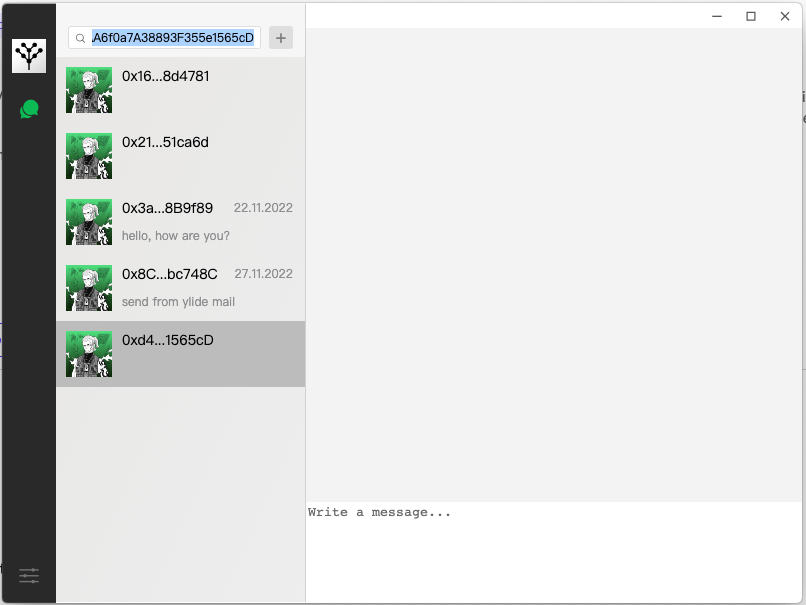 A6f0a7A38893F355e1565cD
0x16...8d4781
0x21...51ca6d
0x3a...8B9f89 22.11.2022
hello, how are you?
0x8C...bc748C 27.11.2022
send from ylide mail
0xd4...1565cD
Write a message...